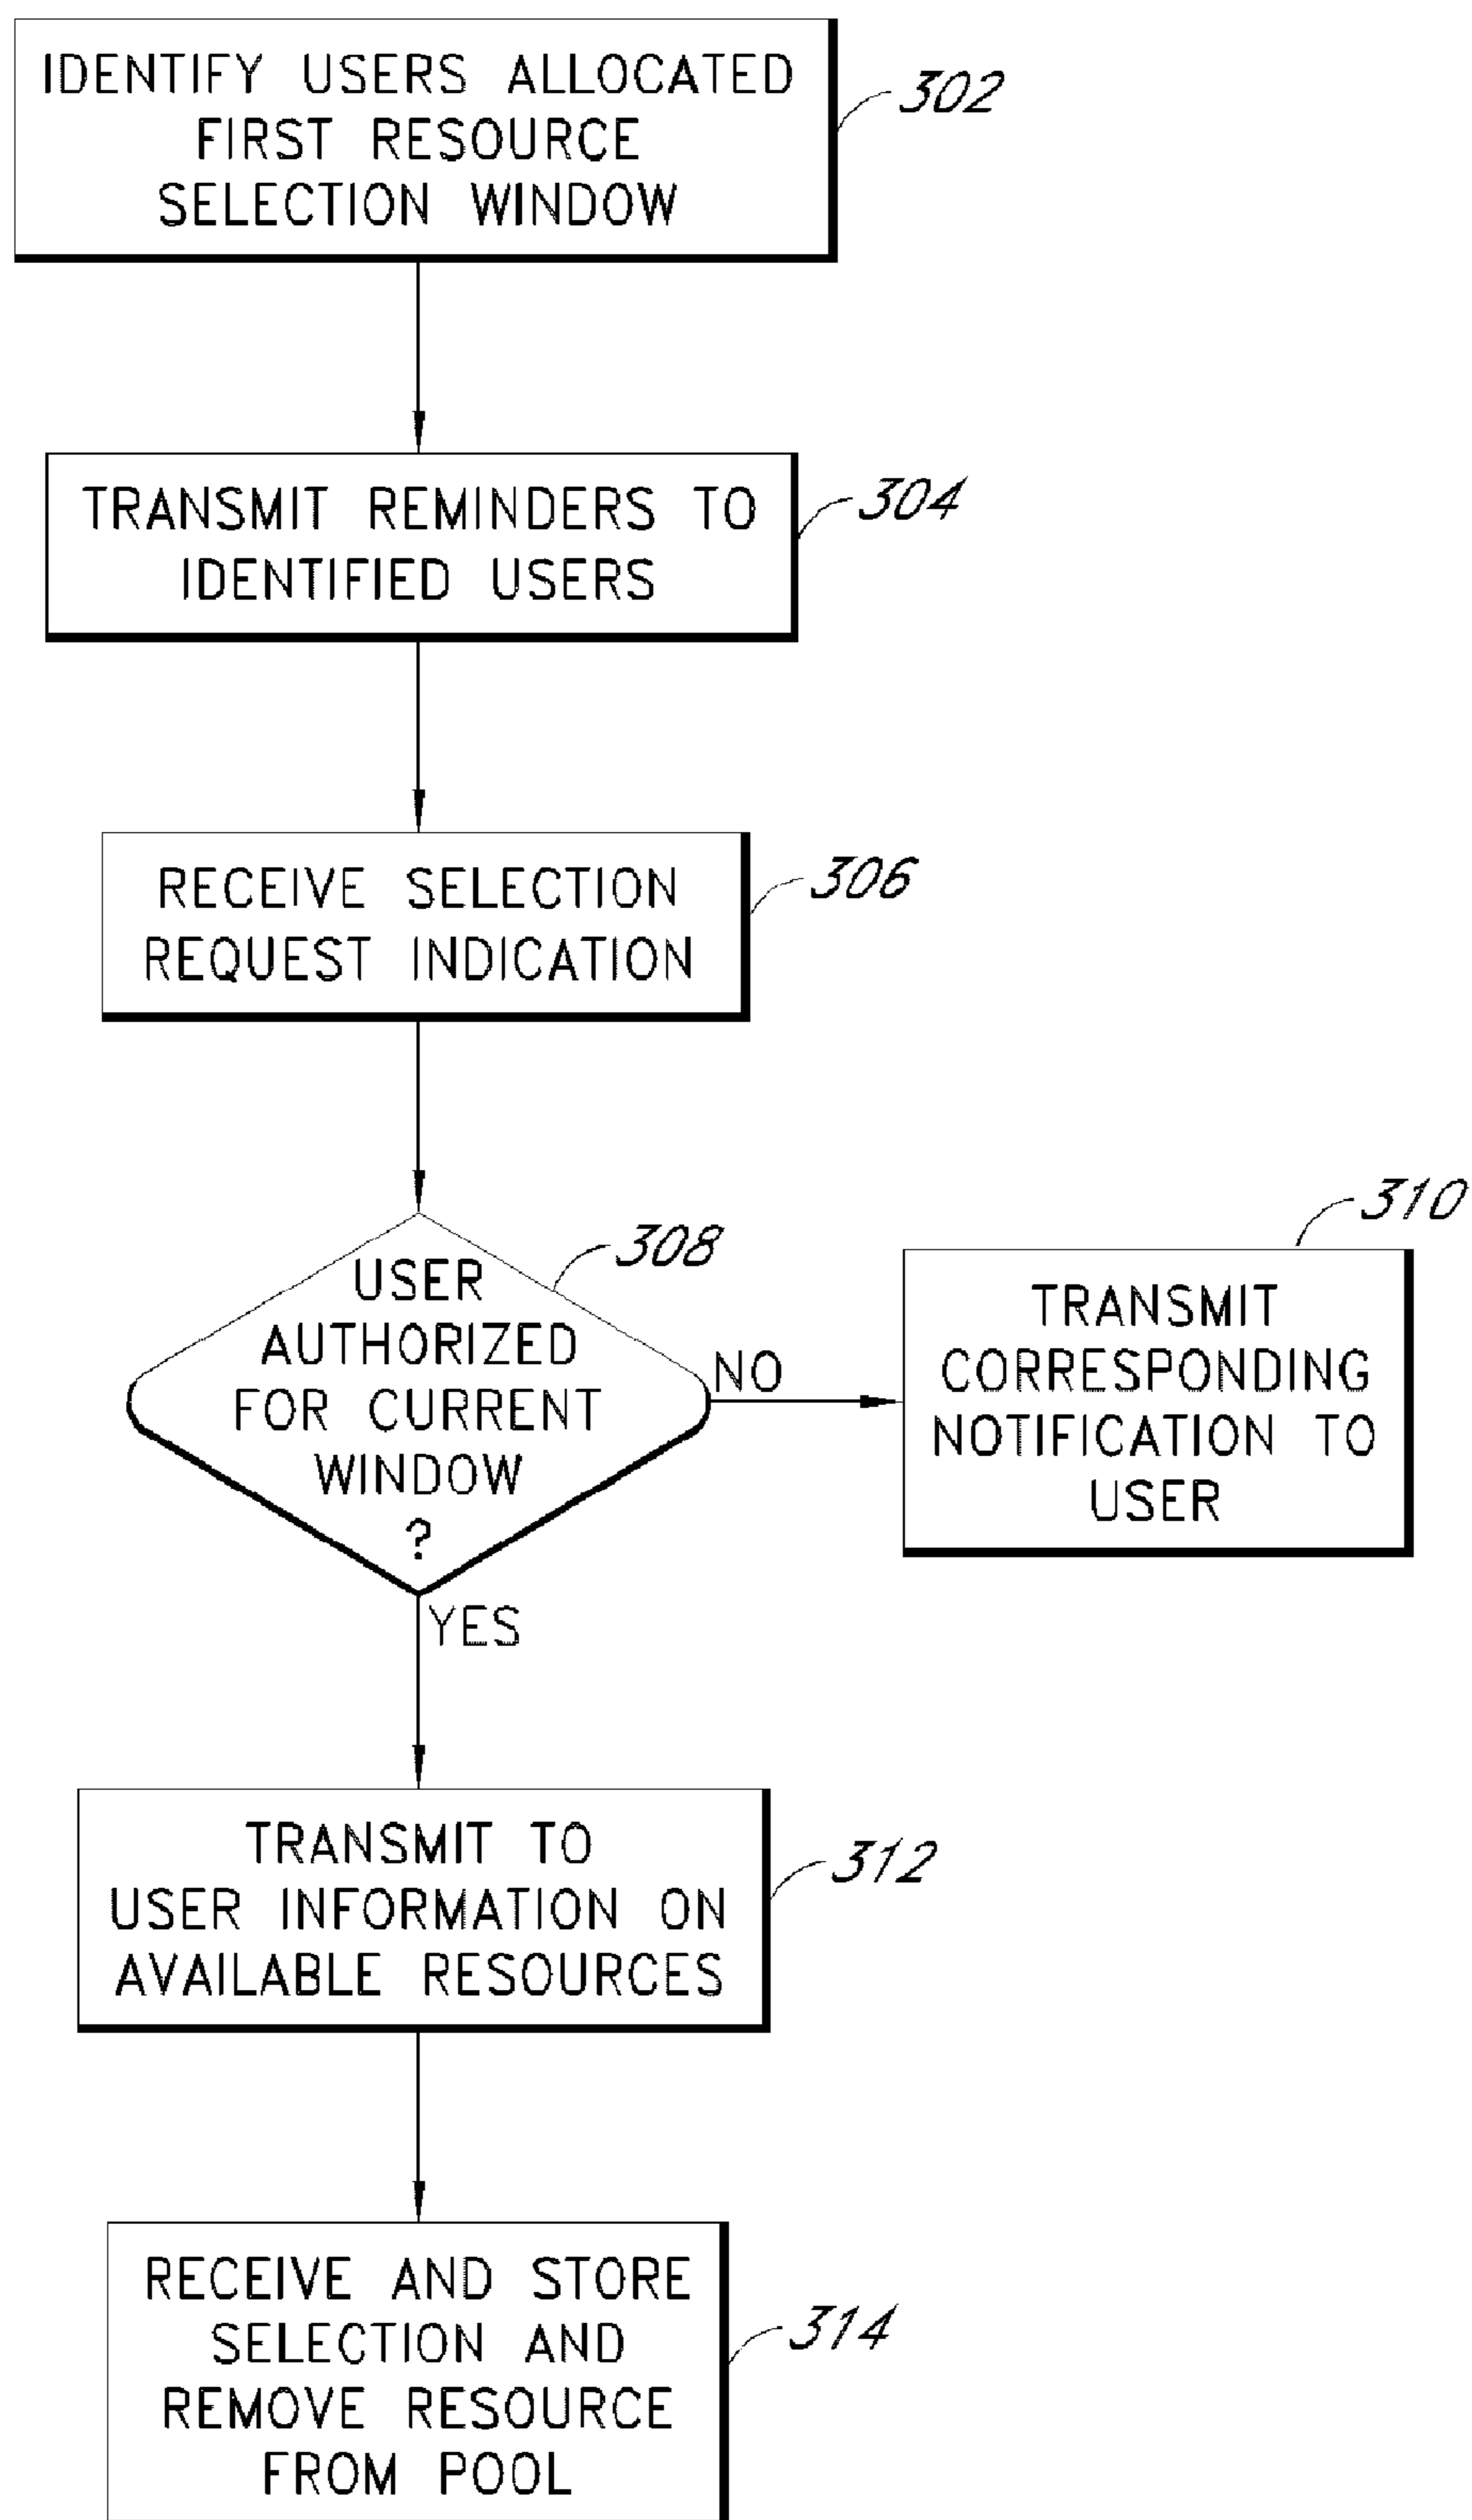 IDENTIFY USERS ALLOCATED
FIRST RESOURCE
SELECTION WINDOW
302
TRANSMIT REMINDERS TO
IDENTIFIED USERS
304
RECEIVE SELECTION
REQUEST INDICATION
306
USER
AUTHORIZED
FOR CURRENT
WINDOW
?
308
NO
YES
310
TRANSMIT
CORRESPONDING
NOTIFICATION TO
USER
TRANSMIT TO
USER INFORMATION ON
AVAILABLE RESOURCES
312
RECEIVE AND STORE
SELECTION AND
REMOVE RESOURCE
FROM POOL
314